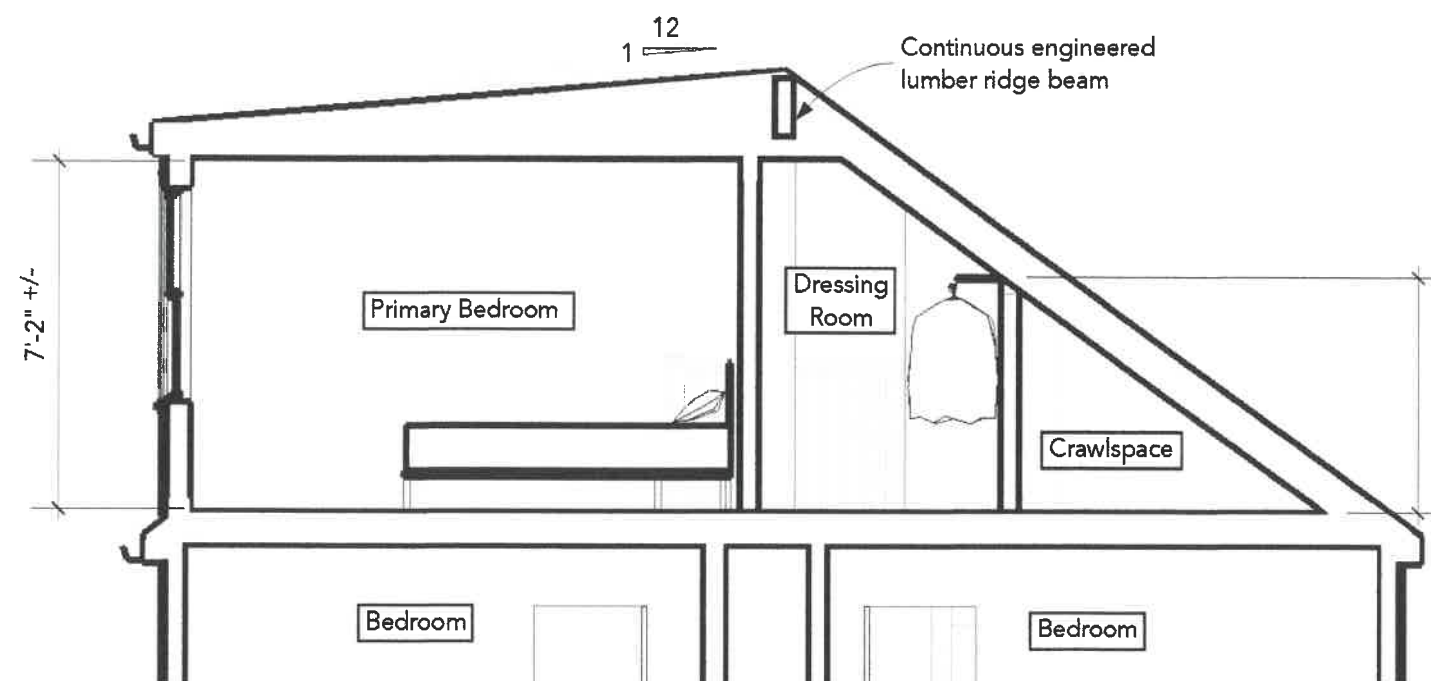 12
1
Continuous engineered
lumber ridge beam
7'-2" +/-
Primary Bedroom
Dressing
Room
Crawlspace
Bedroom
Bedroom